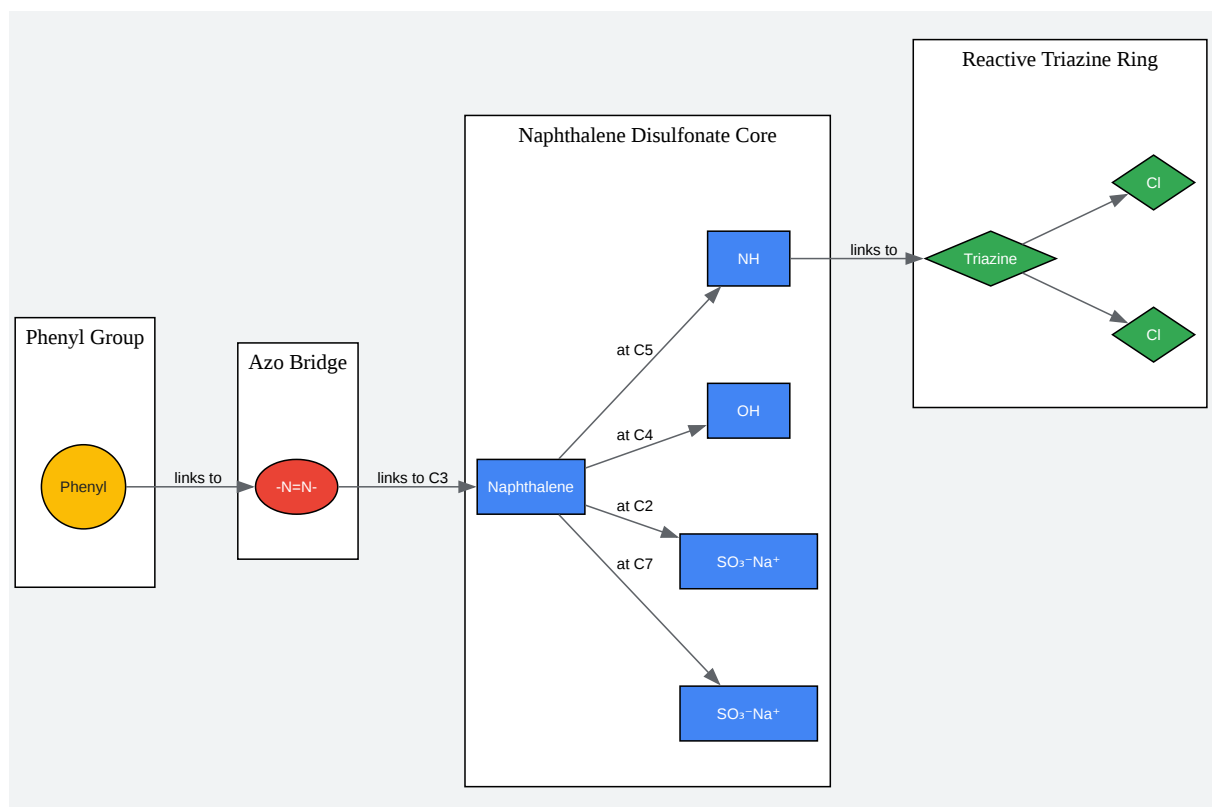 Reactive Triazine Ring
Cl
Triazine
Cl
Naphthalene Disulfonate Core
NH
links to
at C5
OH
at C4
Naphthalene
at C2
SO₃⁻Na⁺
at C7
SO₃⁻Na⁺
Phenyl Group
Phenyl
links to
Azo Bridge
-N=N-
links to C3